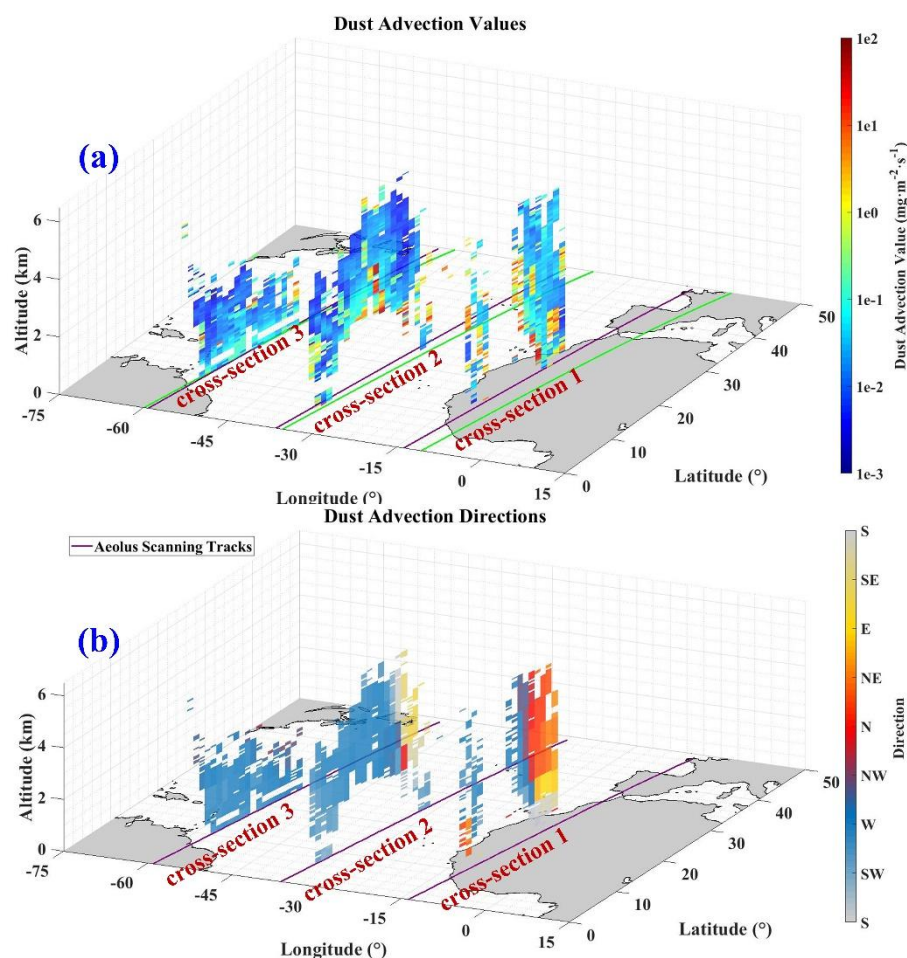 Dust Advection Values
(a)
Altitude (km)
6
4
2
0
-75
-60
-45
-30
-15
0
15
Longitude (°)
0
10
20
30
40
50
Latitude (°)
cross-section 3
cross-section 2
cross-section 1
1e2
1e1
1e0
1e-1
1e-2
1e-3
Dust Advection Value (mg·m⁻²·s⁻¹)
Dust Advection Directions
Aeolus Scanning Tracks
(b)
Altitude (km)
6
4
2
0
-75
-60
-45
-30
-15
0
15
Longitude (°)
0
10
20
30
40
50
Latitude (°)
cross-section 3
cross-section 2
cross-section 1
S
SE
E
NE
N
NW
W
SW
S
Direction